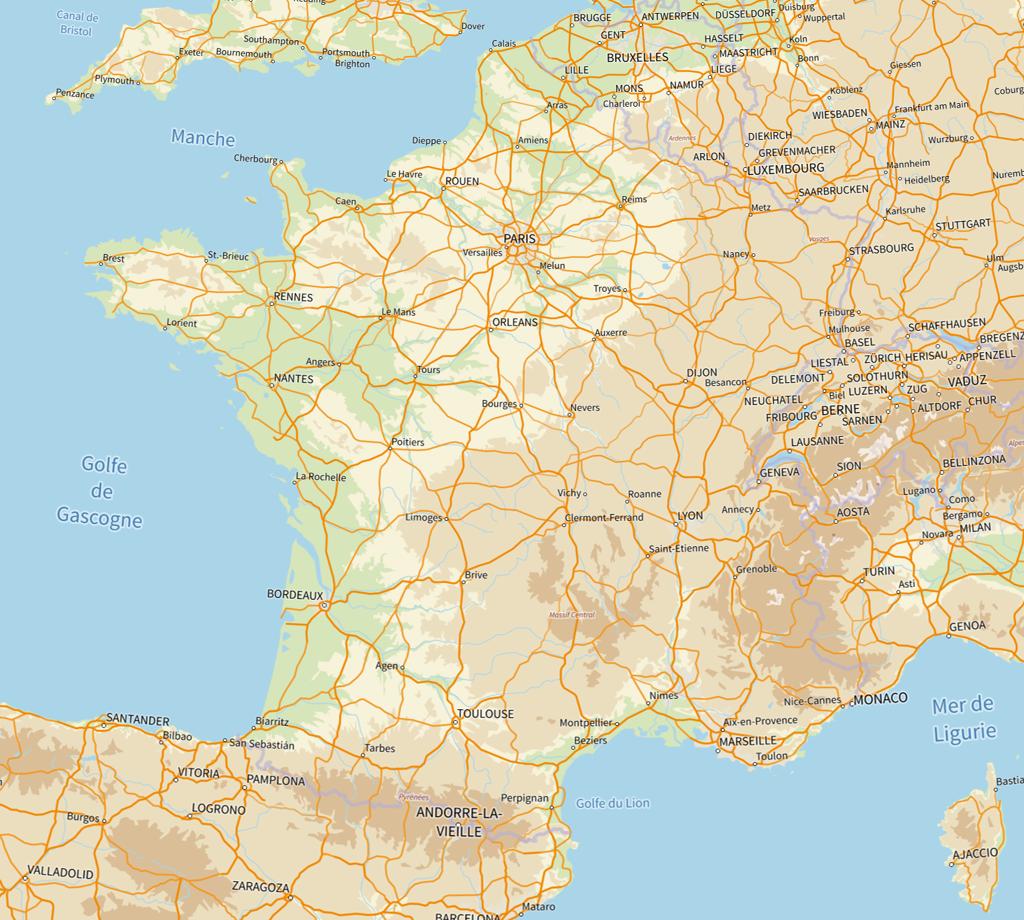 Canal de
Bristol
Dover
BRUGGE
ANTWERPEN
DÜSSELDORF
Duisburg
Wuppertal
Southampton
Exeter
Bournemouth
Portsmouth
Brighton
Calais
GENT
HASSELT
Koln
BRUXELLES
MAASTRICHT
Bonn
Giessen
Plymouth
Penzance
LILLE
LIEGE
MONS
NAMUR
Koblenz
Coburg
Arras
Charleroi
WIESBADEN
Frankfurt am Main
Manche
MAINZ
Dieppe
Amiens
Ardennes
DIEKIRCH
Wurzburg
GREVENMACHER
Cherbourg
ARLON
LUXEMBOURG
Mannheim
Le Havre
ROUEN
Heidelberg
SAARBRUCKEN
Caen
Reims
Metz
Karlsruhe
STUTTGART
PARIS
Vosges
STRASBOURG
Brest
St.-Brieuc
Versailles
Nancy
Ulm
Melun
Troyes
RENNES
Le Mans
Freiburg
Lorient
ORLEANS
Auxerre
Mulhouse
SCHAFFHAUSEN
BASEL
Angers
LIESTAL
ZÜRICH
HERISAU
APPENZELL
NANTES
Tours
DIJON
Besancon
DELEMONT
SOLOTHURN
VADUZ
Biel
LUZERN
ZUG
Bourges
Nevers
NEUCHATEL
BERNE
ALTDORF
CHUR
FRIBOURG
SARNEN
Poitiers
LAUSANNE
Golfe
de
Gascogne
La Rochelle
GENEVA
SION
BELLINZONA
Vichy
Roanne
Lugano
Como
Limoges
Clermont-Ferrand
LYON
Annecy
AOSTA
Bergamo
Novara
MILAN
Saint-Etienne
Brive
Grenoble
TURIN
Asti
BORDEAUX
Massif Central
GENOA
Agen
Nimes
Nice-Cannes
MONACO
Mer de
Ligurie
SANTANDER
Biarritz
TOULOUSE
Montpellier
Aix-en-Provence
Bilbao
San Sebastián
Tarbes
Beziers
MARSEILLE
Toulon
VITORIA
PAMPLONA
Pyrénées
Perpignan
Golfe du Lion
LOGRONO
Burgos
ANDORRE-LA-
VIEILLE
AJACCIO
VALLADOLID
ZARAGOZA
Mataro
BARCELONA